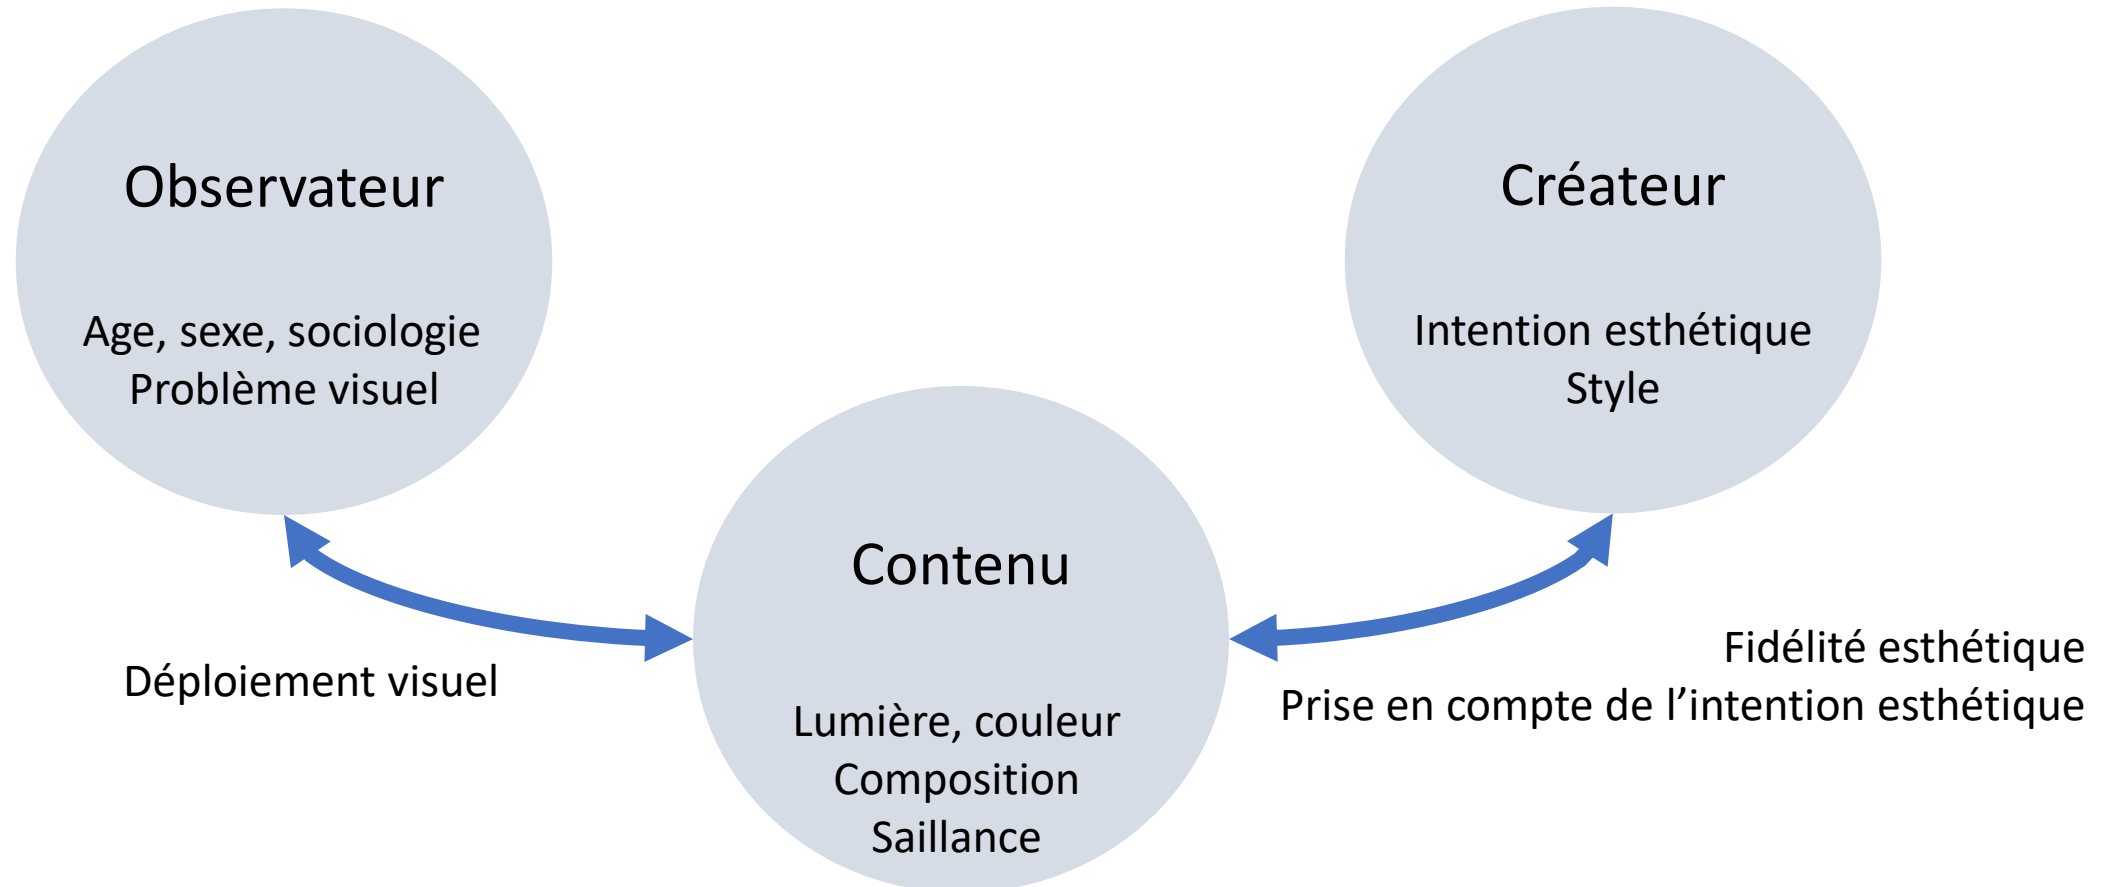 Observateur
Age, sexe, sociologie
Problème visuel
Créateur
Intention esthétique
Style
Contenu
Lumière, couleur
Composition
Saillance
Déploiement visuel
Fidélité esthétique
Prise en compte de l’intention esthétique